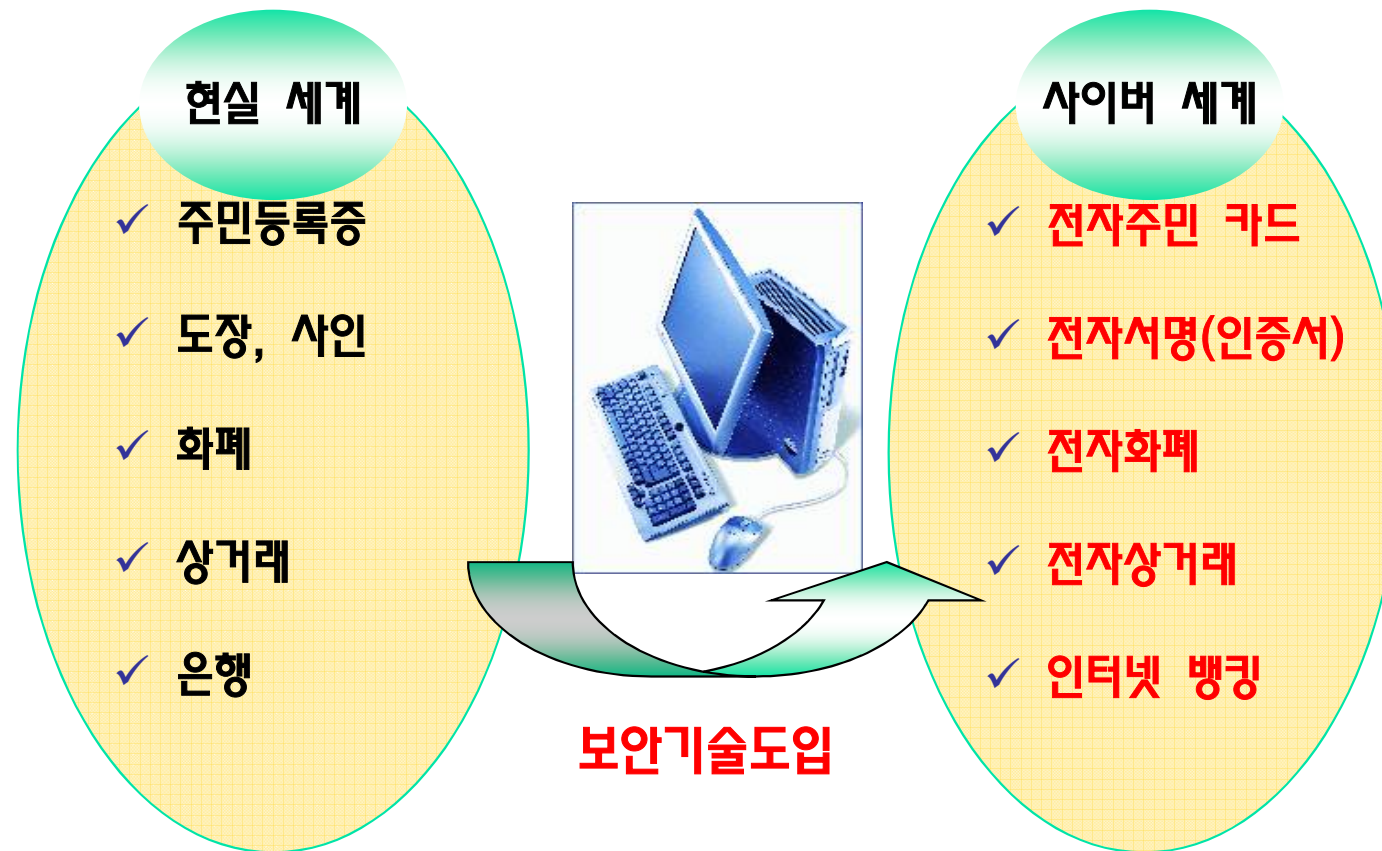 현실 세계
주민등록증
도장, 사인
화폐
상거래
은행
보안기술도입
사이버 세계
전자주민 카드
전자서명(인증서)
전자화폐
전자상거래
인터넷 뱅킹